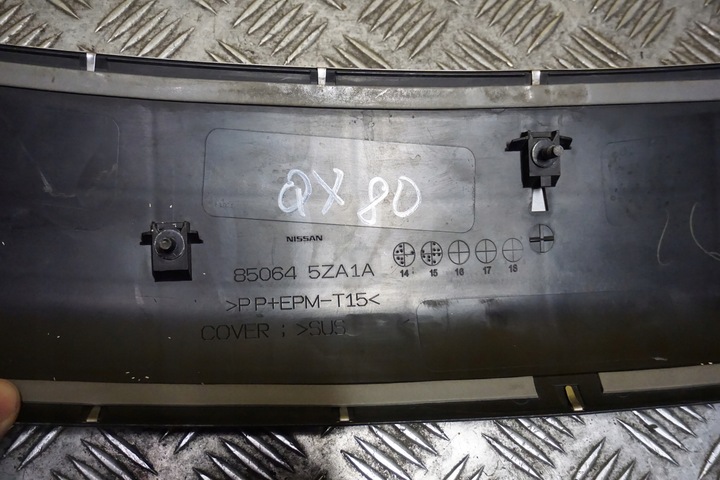 QX 80
NISSAN
85064 5ZA1A
14 15 16 17 18
>PP+EPM-T15<
COVER ; >SUS